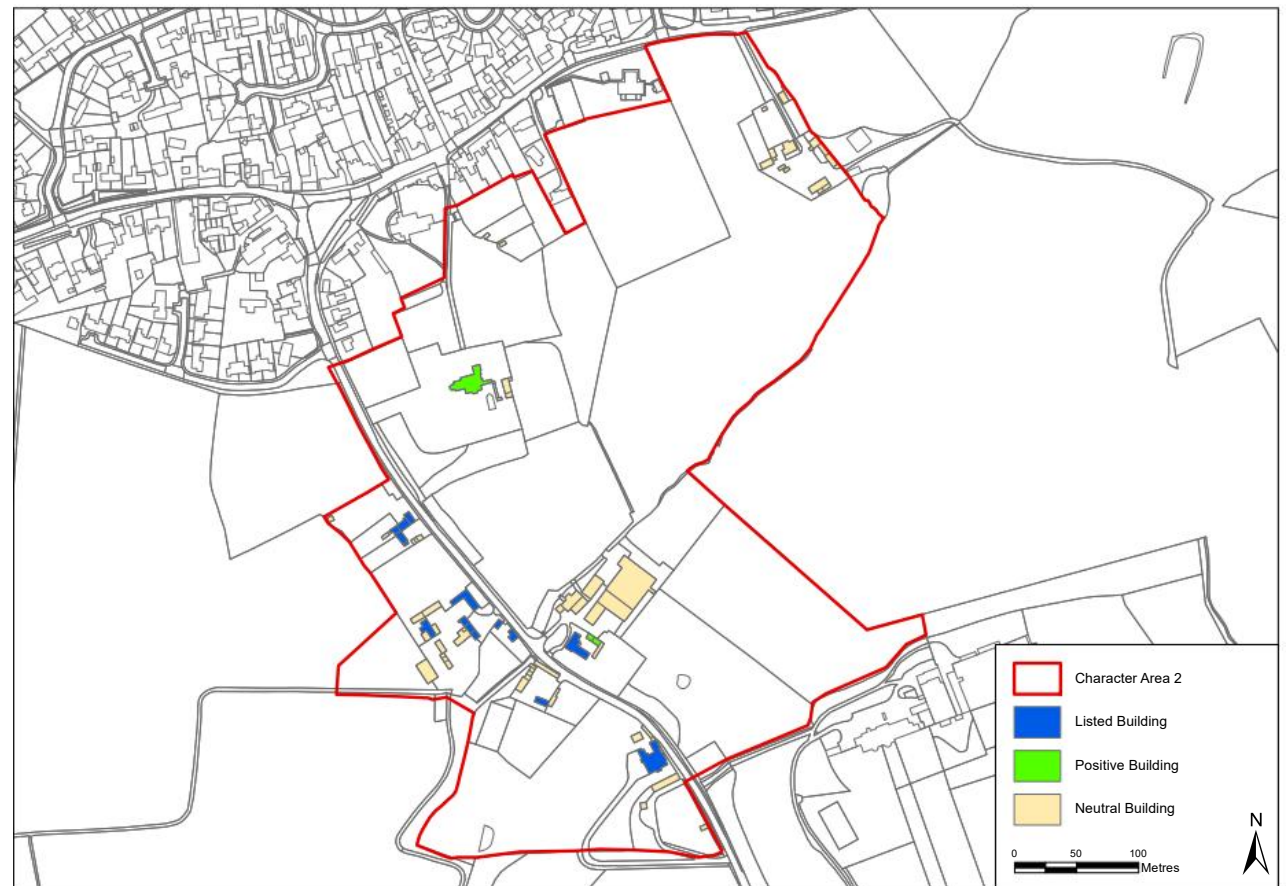 Character Area 2
Listed Building
Positive Building
Neutral Building
N
0 50 100
Metres